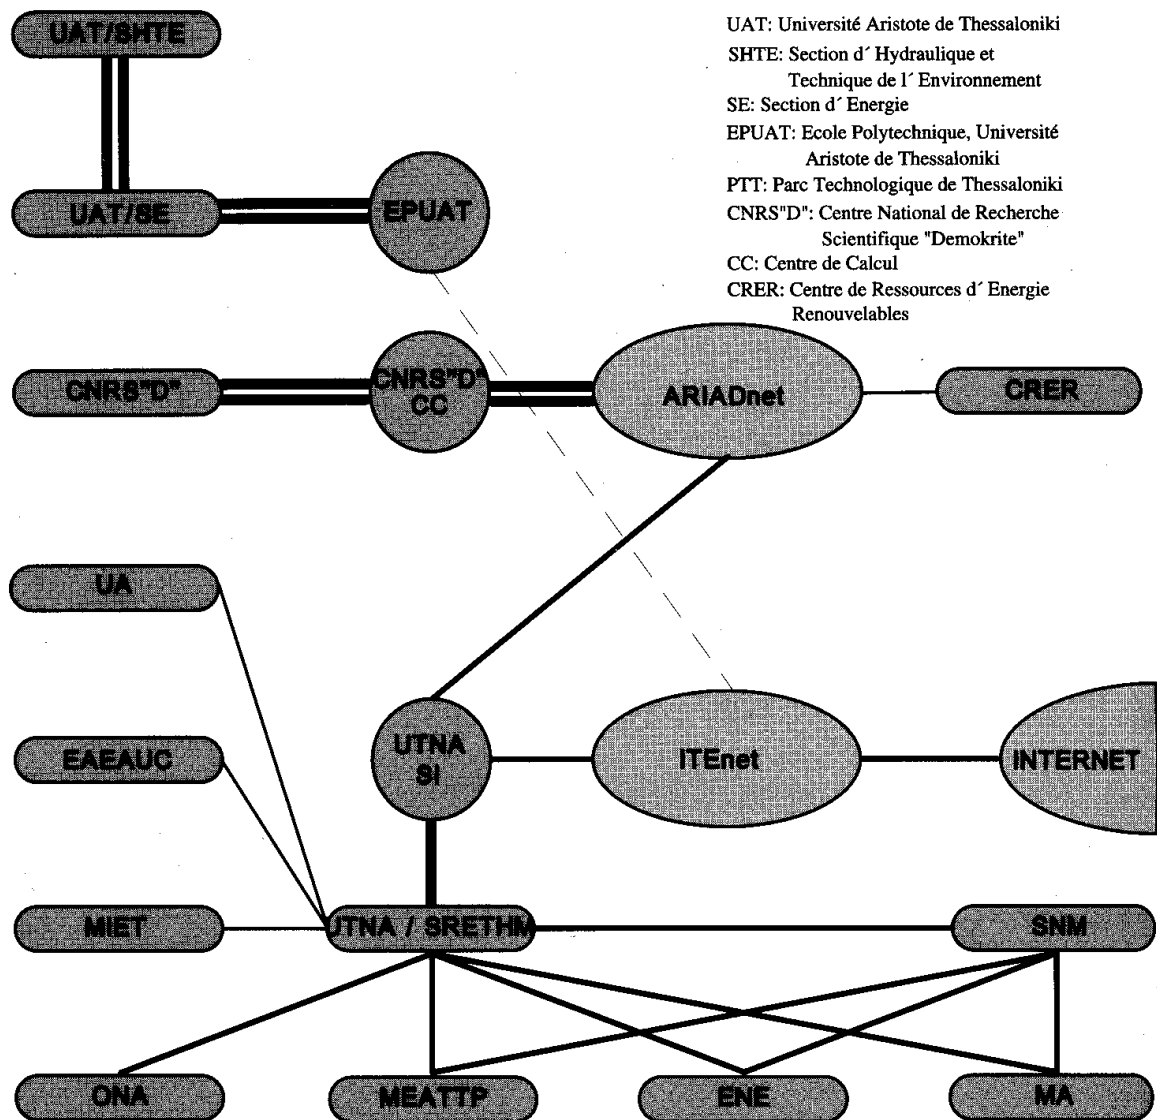 UAT/SHTE
UAT: Université Aristote de Thessaloniki
SHTE: Section d´ Hydraulique et
Technique de l´ Environnement
SE: Section d´ Energie
EPUAT: Ecole Polytechnique, Université
Aristote de Thessaloniki
PTT: Parc Technologique de Thessaloniki
CNRS"D": Centre National de Recherche
Scientifique "Demokrite"
CC: Centre de Calcul
CRER: Centre de Ressources d´ Energie
Renouvelables
UAT/SE
EPUAT
CNRS"D"
CNRS"D"
CC
ARIADnet
CRER
UA
EAEAUC
UTNA
SI
ITEnet
INTERNET
MIET
UTNA / SRETHM
SNM
ONA
MEATTP
ENE
MA